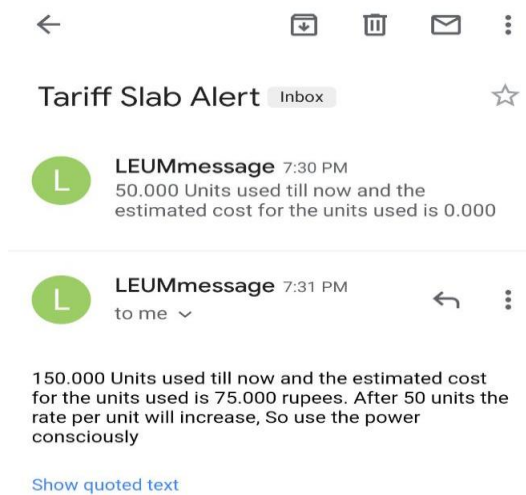 Tariff Slab Alert Inbox
LEUMmessage 7:30 PM
50.000 Units used till now and the
estimated cost for the units used is 0.000
LEUMmessage 7:31 PM
to me
150.000 Units used till now and the estimated cost
for the units used is 75.000 rupees. After 50 units the
rate per unit will increase, So use the power
consciously
Show quoted text
L
L